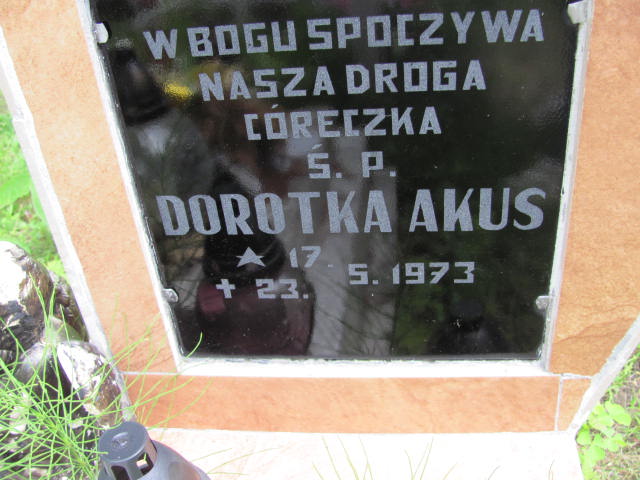 W BOGU SPOCZYWA
NASZA DROGA
CÓRECZKA
Ś. P.
DOROTKA AKUS
★ 17.
✝ 23. 5. 1973